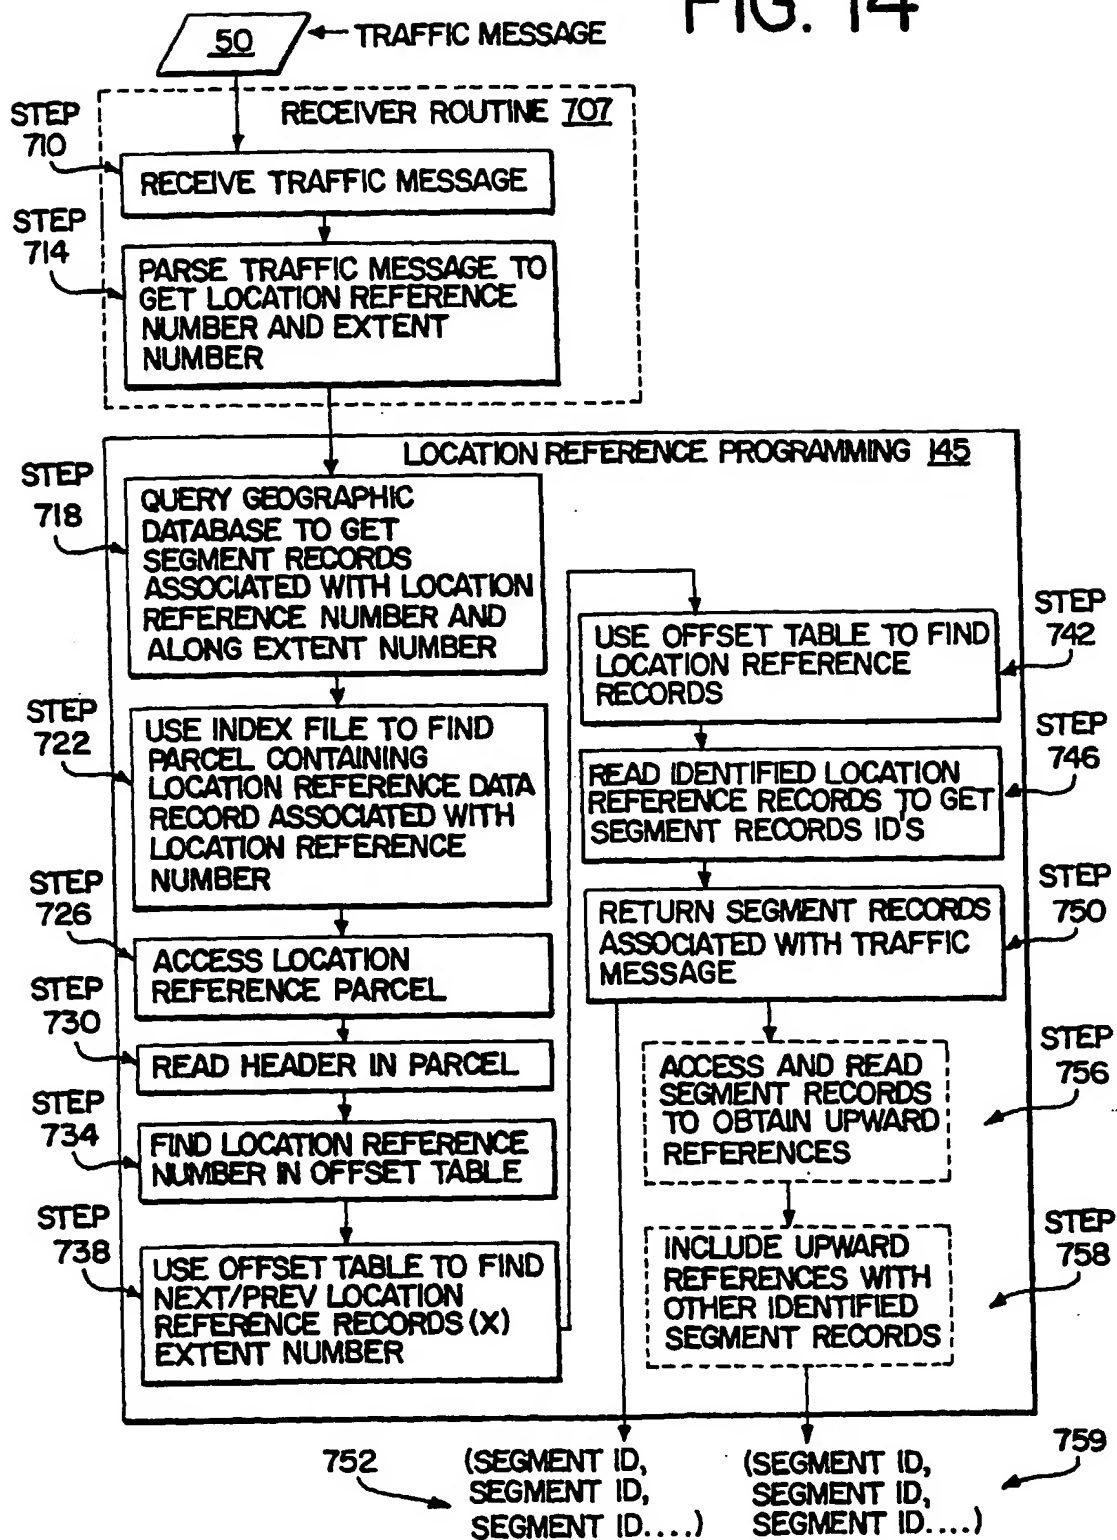 FIG. 14
50
TRAFFIC MESSAGE
RECEIVER ROUTINE 707
STEP
710
RECEIVE TRAFFIC MESSAGE
STEP
714
PARSE TRAFFIC MESSAGE TO
GET LOCATION REFERENCE
NUMBER AND EXTENT
NUMBER
LOCATION REFERENCE PROGRAMMING 145
STEP
718
QUERY GEOGRAPHIC
DATABASE TO GET
SEGMENT RECORDS
ASSOCIATED WITH LOCATION
REFERENCE NUMBER AND
ALONG EXTENT NUMBER
STEP
722
USE INDEX FILE TO FIND
PARCEL CONTAINING
LOCATION REFERENCE DATA
RECORD ASSOCIATED WITH
LOCATION REFERENCE
NUMBER
STEP
726
ACCESS LOCATION
REFERENCE PARCEL
STEP
730
READ HEADER IN PARCEL
STEP
734
FIND LOCATION REFERENCE
NUMBER IN OFFSET TABLE
STEP
738
USE OFFSET TABLE TO FIND
NEXT/PREV LOCATION
REFERENCE RECORDS (X)
EXTENT NUMBER
STEP
742
USE OFFSET TABLE TO FIND
LOCATION REFERENCE
RECORDS
STEP
746
READ IDENTIFIED LOCATION
REFERENCE RECORDS TO GET
SEGMENT RECORDS ID'S
STEP
750
RETURN SEGMENT RECORDS
ASSOCIATED WITH TRAFFIC
MESSAGE
STEP
756
ACCESS AND READ
SEGMENT RECORDS
TO OBTAIN UPWARD
REFERENCES
STEP
758
INCLUDE UPWARD
REFERENCES WITH
OTHER IDENTIFIED
SEGMENT RECORDS
752
(SEGMENT ID,
SEGMENT ID,
SEGMENT ID....)
(SEGMENT ID,
SEGMENT ID,
SEGMENT ID....)
759